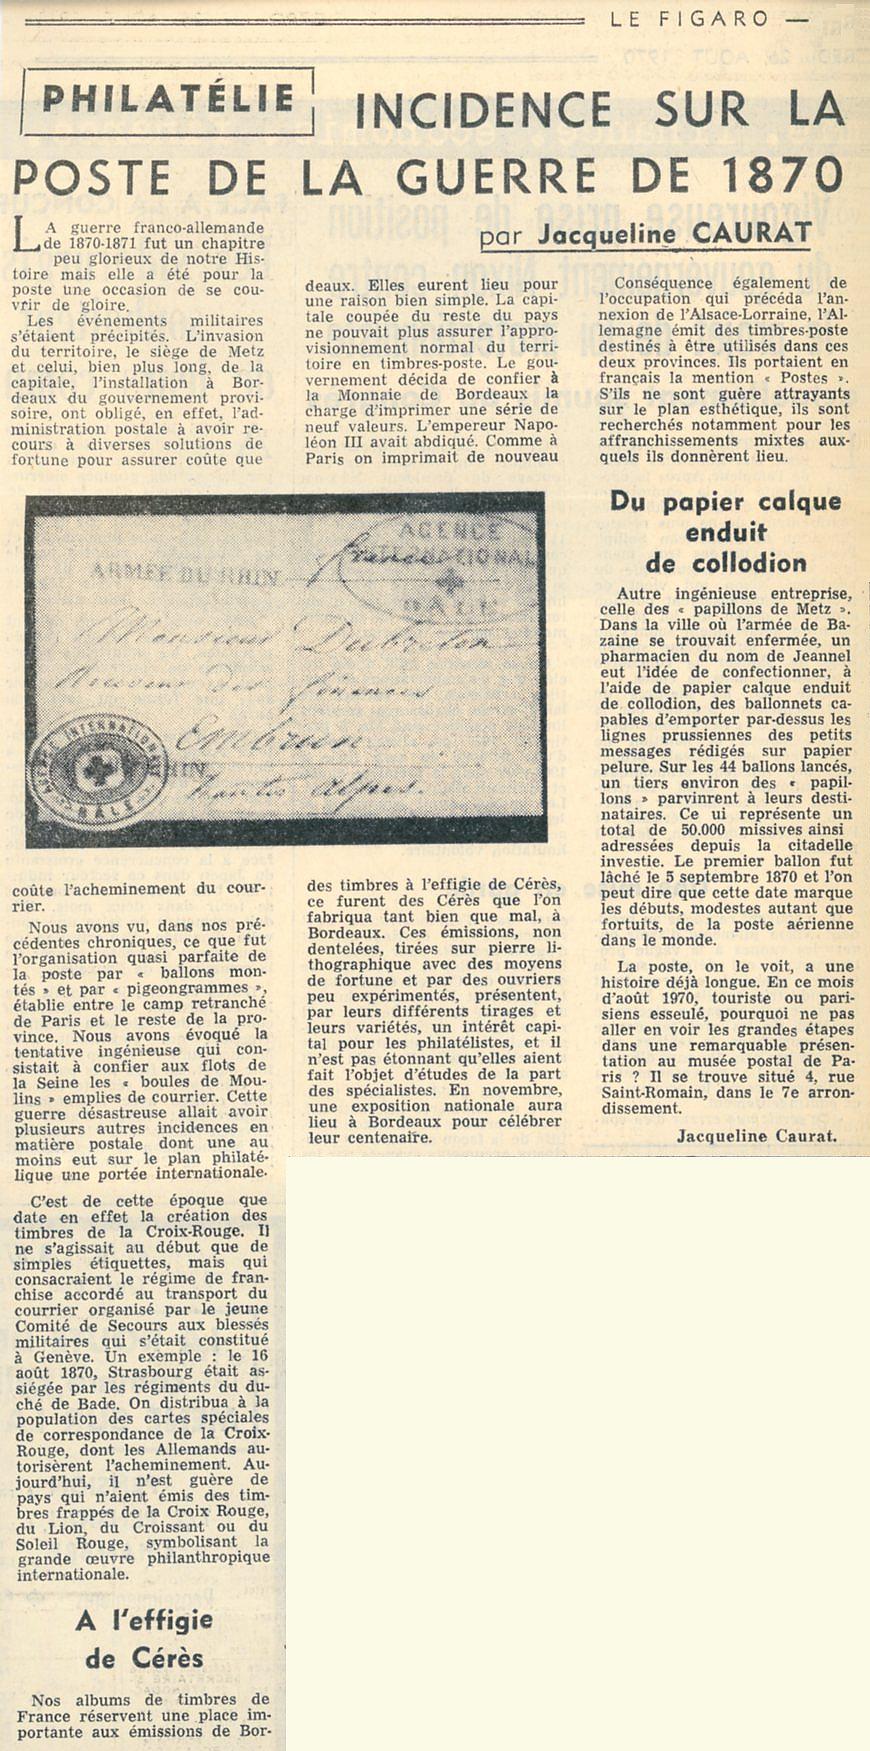 LE FIGARO —
PHILATÉLIE
INCIDENCE SUR LA
POSTE DE LA GUERRE DE 1870
par Jacqueline CAURAT
LA guerre franco-allemande
de 1870-1871 fut un chapitre
peu glorieux de notre His-
toire mais elle a été pour la
poste une occasion de se cou-
vrir de gloire.
Les événements militaires
s'étaient précipités. L'invasion
du territoire, le siège de Metz
et celui, bien plus long, de la
capitale, l'installation à Bor-
deaux du gouvernement provi-
soire, ont obligé, en effet, l'ad-
ministration postale à avoir re-
cours à diverses solutions de
fortune pour assurer coûte que
ARMÉE DU RHIN
AGENCE
INTERNATIONAL
BALE
Monsieur Dubreton
Receveur des finances
Embrun
hautes Alpes.
AGENCE INTERNATIONALE
BALE
RHIN
coûte l'acheminement du cour-
rier.
Nous avons vu, dans nos pré-
cédentes chroniques, ce que fut
l'organisation quasi parfaite de
la poste par « ballons mon-
tés » et par « pigeongrammes »,
établie entre le camp retranché
de Paris et le reste de la pro-
vince. Nous avons évoqué la
tentative ingénieuse qui con-
sistait à confier aux flots de
la Seine les « boules de Mou-
lins » emplies de courrier. Cette
guerre désastreuse allait avoir
plusieurs autres incidences en
matière postale dont une au
moins eut sur le plan philaté-
lique une portée internationale.
C'est de cette époque que
date en effet la création des
timbres de la Croix-Rouge. Il
ne s'agissait au début que de
simples étiquettes, mais qui
consacraient le régime de fran-
chise accordé au transport du
courrier organisé par le jeune
Comité de Secours aux blessés
militaires qui s'était constitué
à Genève. Un exemple : le 16
août 1870, Strasbourg était as-
siégée par les régiments du du-
ché de Bade. On distribua à la
population des cartes spéciales
de correspondance de la Croix-
Rouge, dont les Allemands au-
torisèrent l'acheminement. Au-
jourd'hui, il n'est guère de
pays qui n'aient émis des tim-
bres frappés de la Croix Rouge,
du Lion, du Croissant ou du
Soleil Rouge, symbolisant la
grande œuvre philanthropique
internationale.
A l'effigie
de Cérès
Nos albums de timbres de
France réservent une place im-
portante aux émissions de Bor-
deaux. Elles eurent lieu pour
une raison bien simple. La capi-
tale coupée du reste du pays
ne pouvait plus assurer l'appro-
visionnement normal du terri-
toire en timbres-poste. Le gou-
vernement décida de confier à
la Monnaie de Bordeaux la
charge d'imprimer une série de
neuf valeurs. L'empereur Napo-
léon III avait abdiqué. Comme à
Paris on imprimait de nouveau
des timbres à l'effigie de Cérès,
ce furent des Cérès que l'on
fabriqua tant bien que mal, à
Bordeaux. Ces émissions, non
dentelées, tirées sur pierre li-
thographique avec des moyens
de fortune et par des ouvriers
peu expérimentés, présentent,
par leurs différents tirages et
leurs variétés, un intérêt capi-
tal pour les philatélistes, et il
n'est pas étonnant qu'elles aient
fait l'objet d'études de la part
des spécialistes. En novembre,
une exposition nationale aura
lieu à Bordeaux pour célébrer
leur centenaire.
Conséquence également de
l'occupation qui précéda l'an-
nexion de l'Alsace-Lorraine, l'Al-
lemagne émit des timbres-poste
destinés à être utilisés dans ces
deux provinces. Ils portaient en
français la mention « Postes ».
S'ils ne sont guère attrayants
sur le plan esthétique, ils sont
recherchés notamment pour les
affranchissements mixtes aux-
quels ils donnèrent lieu.
Du papier calque
enduit
de collodion
Autre ingénieuse entreprise,
celle des « papillons de Metz ».
Dans la ville où l'armée de Ba-
zaine se trouvait enfermée, un
pharmacien du nom de Jeannel
eut l'idée de confectionner, à
l'aide de papier calque enduit
de collodion, des ballonnets ca-
pables d'emporter par-dessus les
lignes prussiennes des petits
messages rédigés sur papier
pelure. Sur les 44 ballons lancés,
un tiers environ des « papil-
lons » parvinrent à leurs desti-
nataires. Ce ui représente un
total de 50.000 missives ainsi
adressées depuis la citadelle
investie. Le premier ballon fut
lâché le 5 septembre 1870 et l'on
peut dire que cette date marque
les débuts, modestes autant que
fortuits, de la poste aérienne
dans le monde.
La poste, on le voit, a une
histoire déjà longue. En ce mois
d'août 1970, touriste ou pari-
siens esseulé, pourquoi ne pas
aller en voir les grandes étapes
dans une remarquable présen-
tation au musée postal de Pa-
ris ? Il se trouve situé 4, rue
Saint-Romain, dans le 7e arron-
dissement.
Jacqueline Caurat.